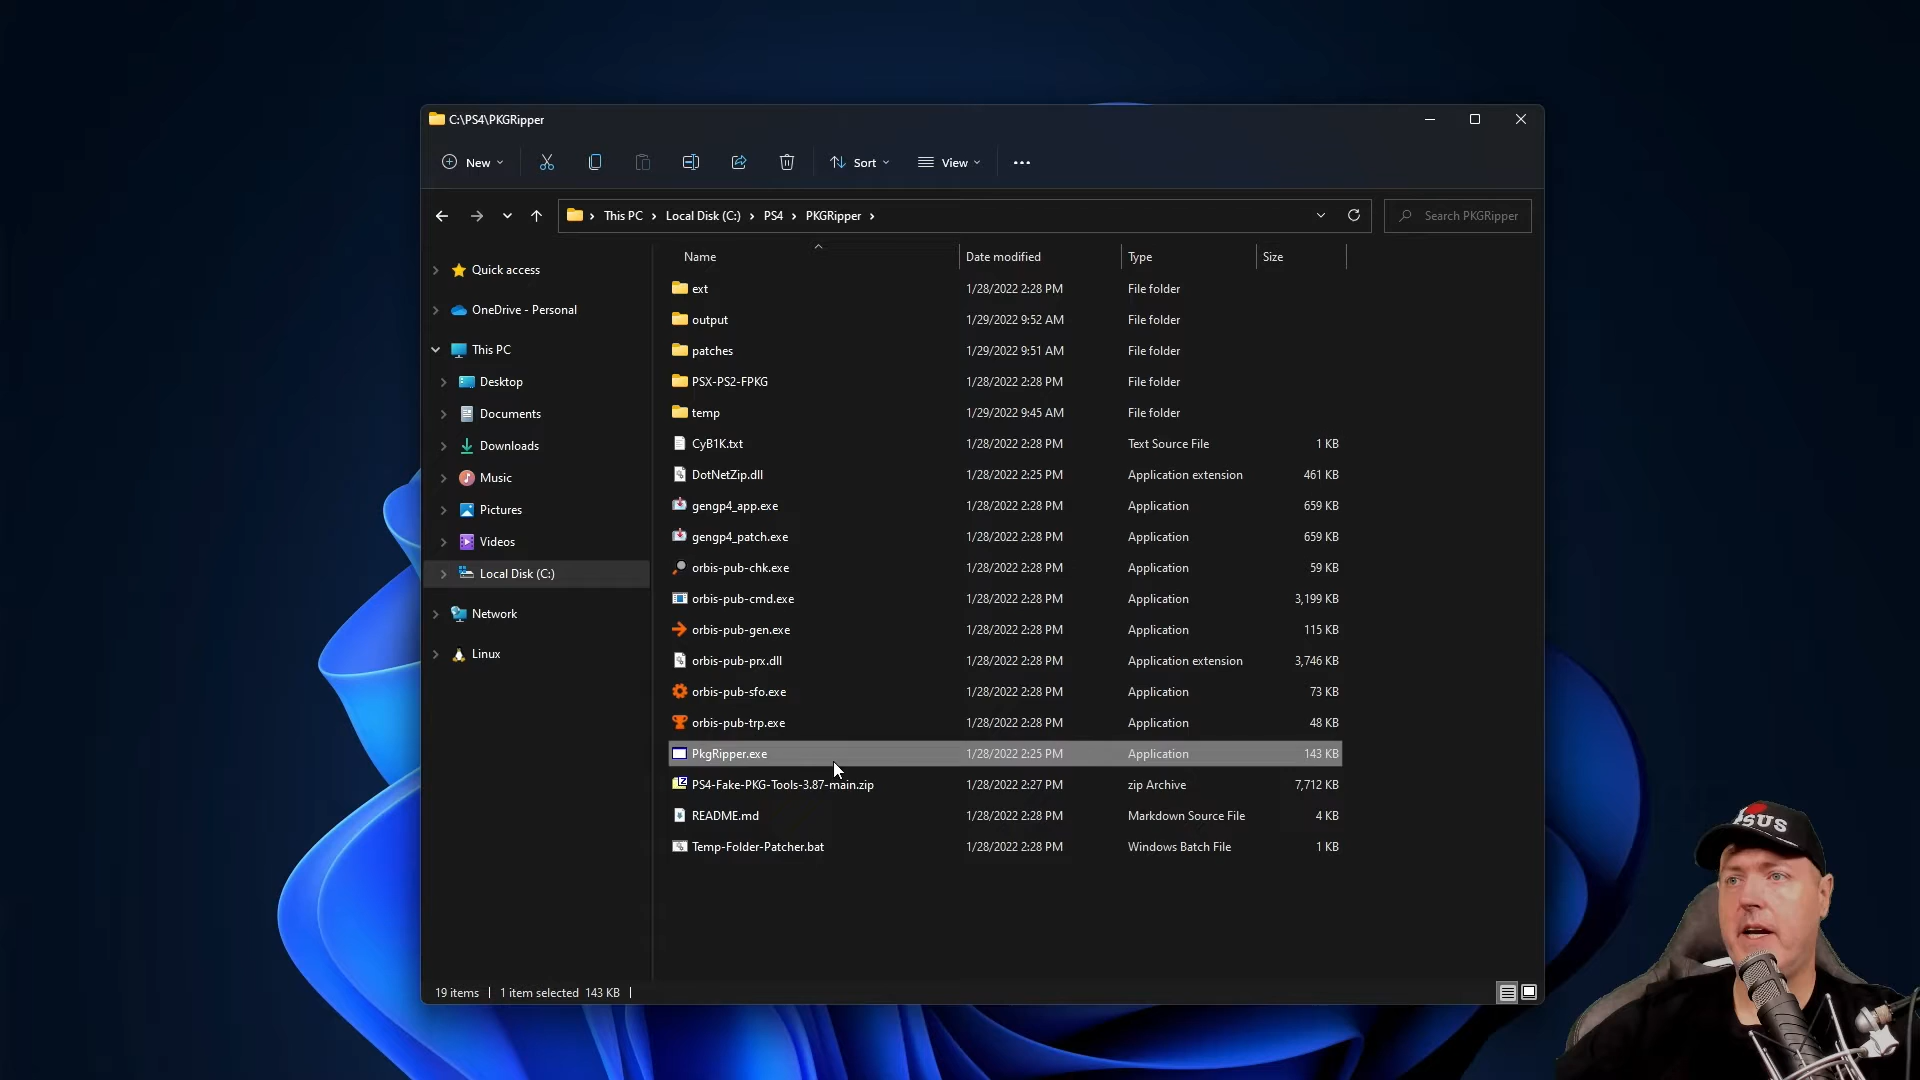 C:\PS4\PKGRipper
New
Sort
View
This PC
Local Disk (C:)
PS4
PKGRipper
Search PKGRipper
Name
Date modified
Type
Size
Quick access
OneDrive - Personal
This PC
Desktop
Documents
Downloads
Music
Pictures
Videos
Local Disk (C:)
Network
Linux
ext 1/28/2022 2:28 PM File folder
output 1/29/2022 9:52 AM File folder
patches 1/29/2022 9:51 AM File folder
PSX-PS2-FPKG 1/28/2022 2:28 PM File folder
temp 1/29/2022 9:45 AM File folder
CyB1K.txt 1/28/2022 2:28 PM Text Source File 1 KB
DotNetZip.dll 1/28/2022 2:25 PM Application extension 461 KB
gengp4_app.exe 1/28/2022 2:28 PM Application 659 KB
gengp4_patch.exe 1/28/2022 2:28 PM Application 659 KB
orbis-pub-chk.exe 1/28/2022 2:28 PM Application 59 KB
orbis-pub-cmd.exe 1/28/2022 2:28 PM Application 3,199 KB
orbis-pub-gen.exe 1/28/2022 2:28 PM Application 115 KB
orbis-pub-prx.dll 1/28/2022 2:28 PM Application extension 3,746 KB
orbis-pub-sfo.exe 1/28/2022 2:28 PM Application 73 KB
orbis-pub-trp.exe 1/28/2022 2:28 PM Application 48 KB
PkgRipper.exe 1/28/2022 2:25 PM Application 143 KB
PS4-Fake-PKG-Tools-3.87-main.zip 1/28/2022 2:27 PM zip Archive 7,712 KB
README.md 1/28/2022 2:28 PM Markdown Source File 4 KB
Temp-Folder-Patcher.bat 1/28/2022 2:28 PM Windows Batch File 1 KB
19 items
1 item selected 143 KB